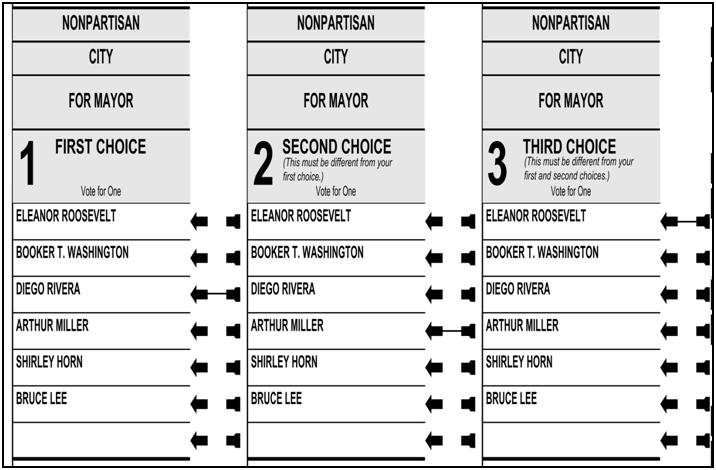 NONPARTISAN
CITY
FOR MAYOR
1 FIRST CHOICE
Vote for One
ELEANOR ROOSEVELT
BOOKER T. WASHINGTON
DIEGO RIVERA
ARTHUR MILLER
SHIRLEY HORN
BRUCE LEE
NONPARTISAN
CITY
FOR MAYOR
2 SECOND CHOICE
(This must be different from your
first choice.)
Vote for One
ELEANOR ROOSEVELT
BOOKER T. WASHINGTON
DIEGO RIVERA
ARTHUR MILLER
SHIRLEY HORN
BRUCE LEE
NONPARTISAN
CITY
FOR MAYOR
3 THIRD CHOICE
(This must be different from your
first and second choices.)
Vote for One
ELEANOR ROOSEVELT
BOOKER T. WASHINGTON
DIEGO RIVERA
ARTHUR MILLER
SHIRLEY HORN
BRUCE LEE